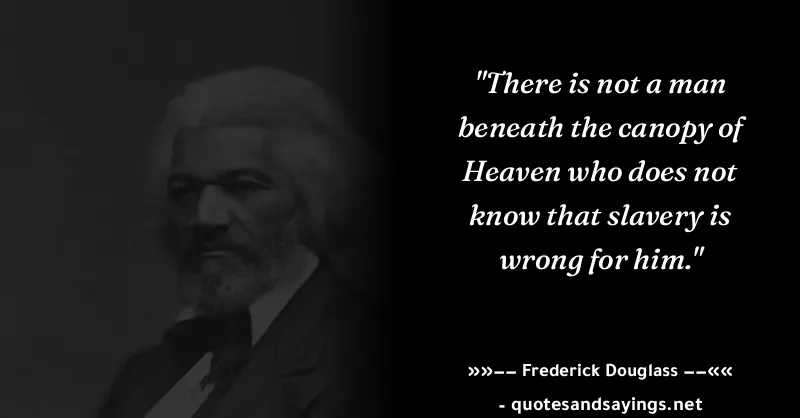 "There is not a man
beneath the canopy of
Heaven who does not
know that slavery is
wrong for him."
»»−− Frederick Douglass −−««
- quotesandsayings.net